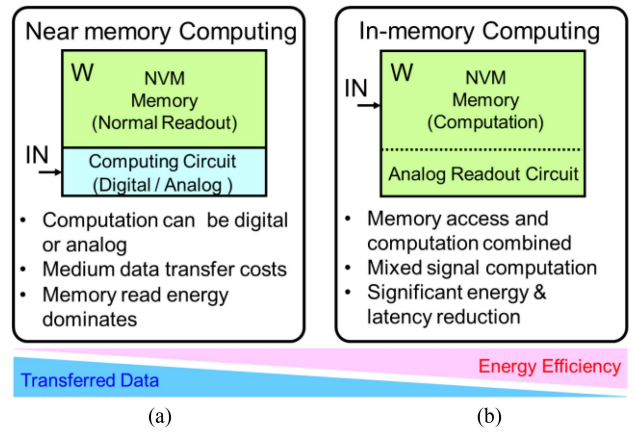 Near memory Computing
W
NVM
Memory
(Normal Readout)
IN
Computing Circuit
(Digital / Analog )
• Computation can be digital
or analog
• Medium data transfer costs
• Memory read energy
dominates
In-memory Computing
W
NVM
IN
Memory
(Computation)
Analog Readout Circuit
• Memory access and
computation combined
• Mixed signal computation
• Significant energy &
latency reduction
Energy Efficiency
Transferred Data
(a)
(b)